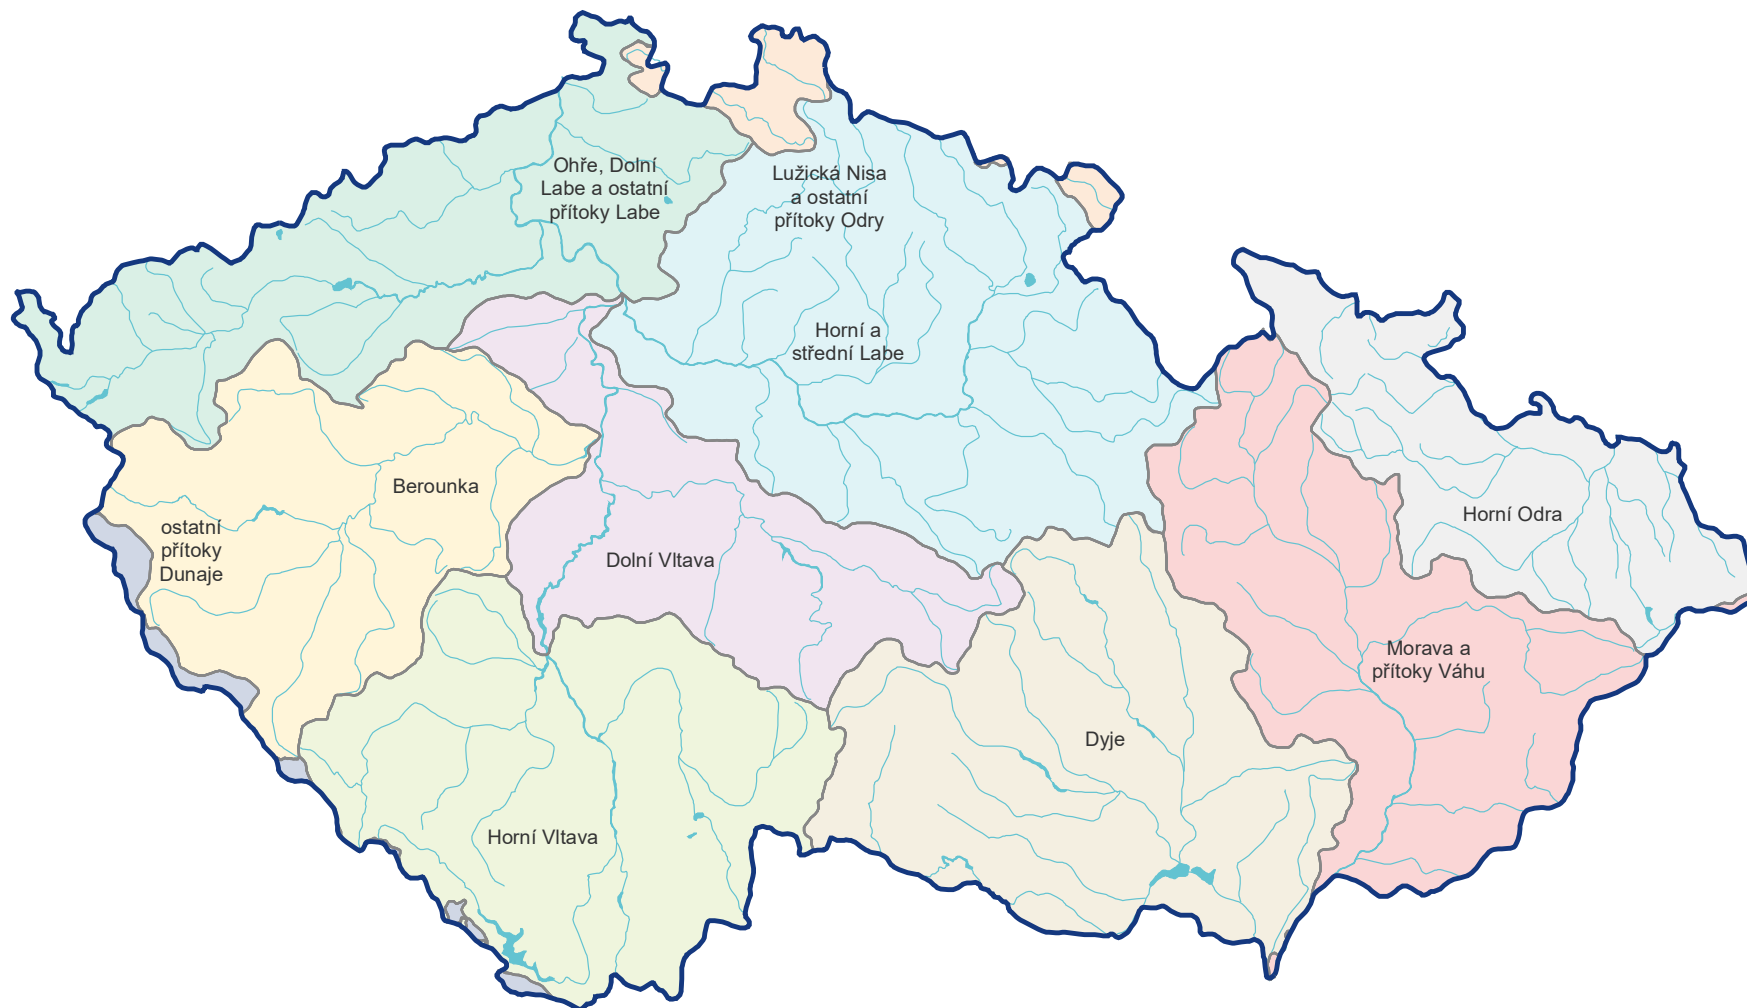 Ohře, Dolní
Labe a ostatní
přítoky Labe
Lužická Nisa
a ostatní
přítoky Odry
Horní a
střední Labe
Berounka
ostatní
přítoky
Dunaje
Horní Odra
Dolní Vltava
Morava a
přítoky Váhu
Dyje
Horní Vltava